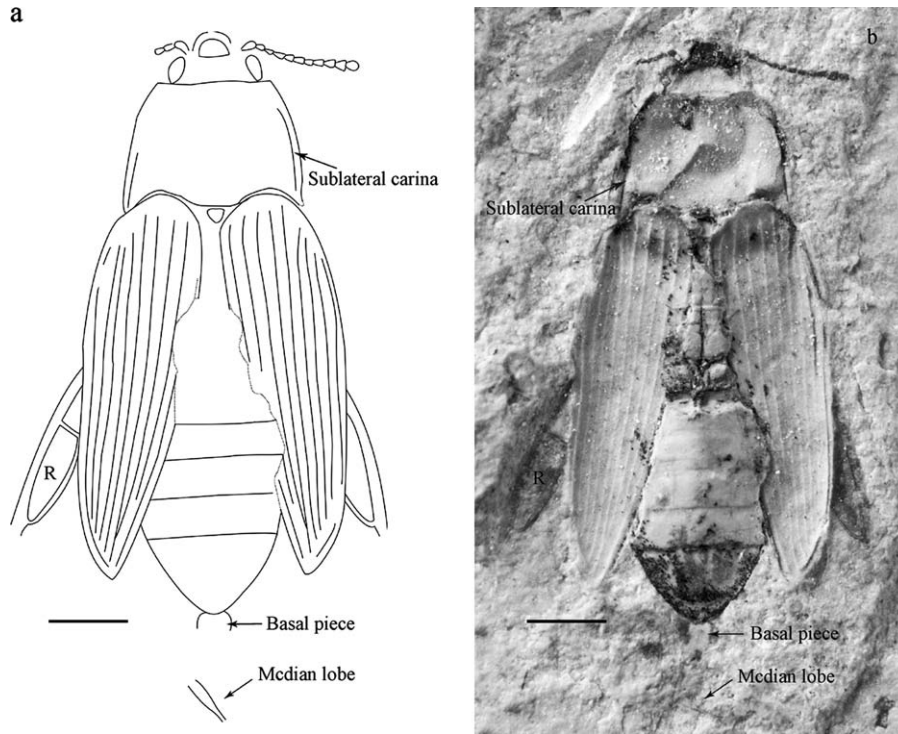 a
b
Sublateral carina
Sublateral carina
R
R
Basal piece
Basal piece
Mcdian lobe
Mcdian lobe